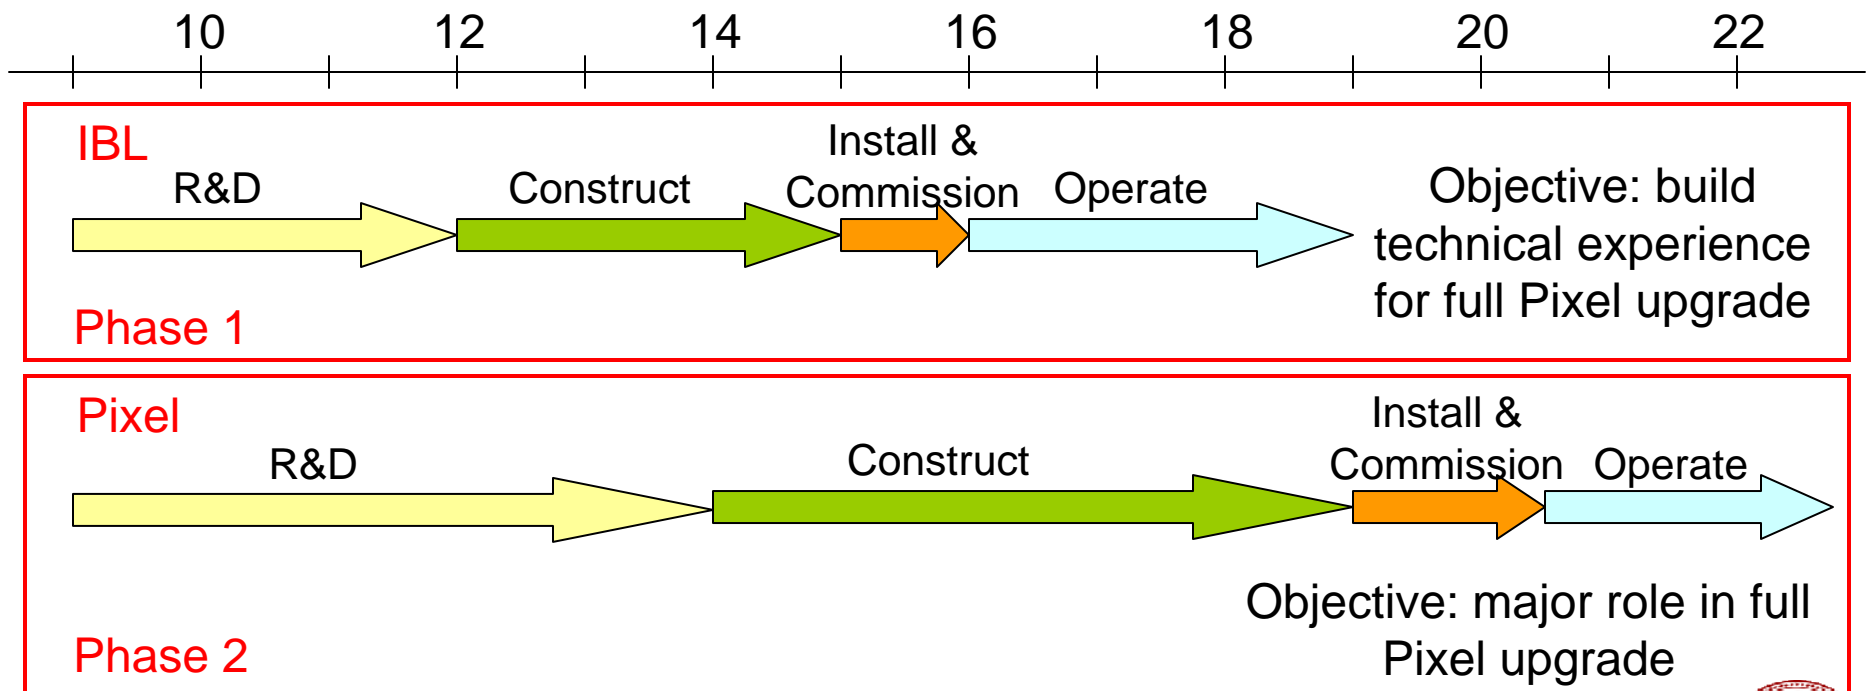 10 12 14 16 18 20 22
IBL
R&D
Construct
Install &
Commission
Operate
Objective: build
technical experience
for full Pixel upgrade
Phase 1
Pixel
R&D
Construct
Install &
Commission
Operate
Objective: major role in full
Pixel upgrade
Phase 2